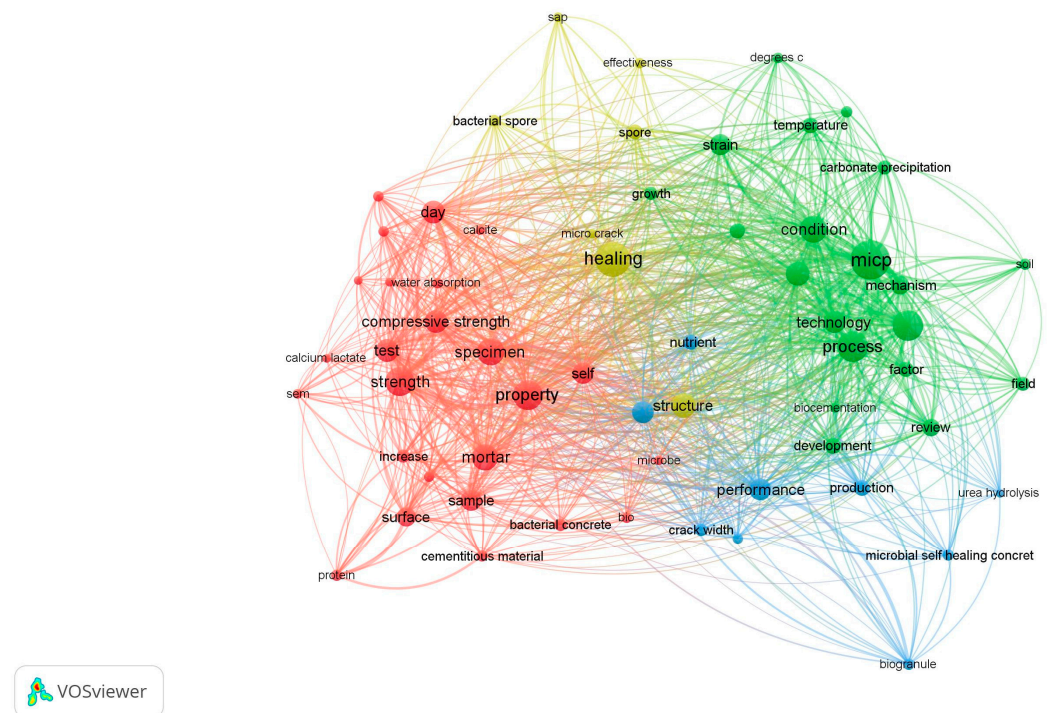 sap
effectiveness
degrees c
bacterial spore
spore
temperature
strain
carbonate precipitation
growth
day
calcite
micro crack
condition
healing
micp
soil
water absorption
mechanism
compressive strength
technology
nutrient
process
test
specimen
calcium lactate
self
factor
strength
field
sem
property
structure
biocementation
review
development
increase
mortar
microbe
performance
production
urea hydrolysis
sample
surface
bio
bacterial concrete
crack width
cementitious material
microbial self healing concret
protein
biogranule
VOSviewer